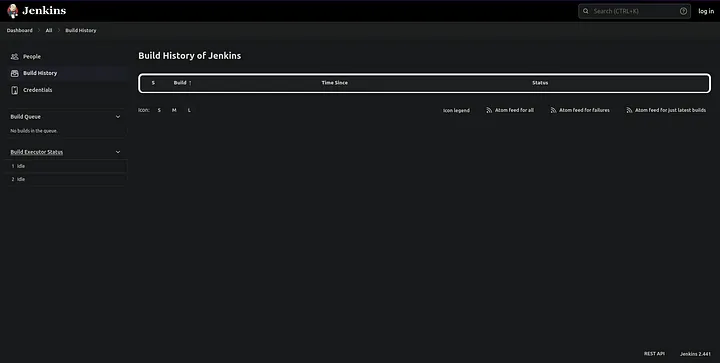 Jenkins
Search (CTRL+K)
log in
Dashboard All Build History
People
Build History
Credentials
Build Queue
No builds in the queue.
Build Executor Status
1 Idle
2 Idle
Build History of Jenkins
S Build ↑ Time Since Status
Icon: S M L
Icon legend Atom feed for all Atom feed for failures Atom feed for just latest builds
REST API Jenkins 2.441